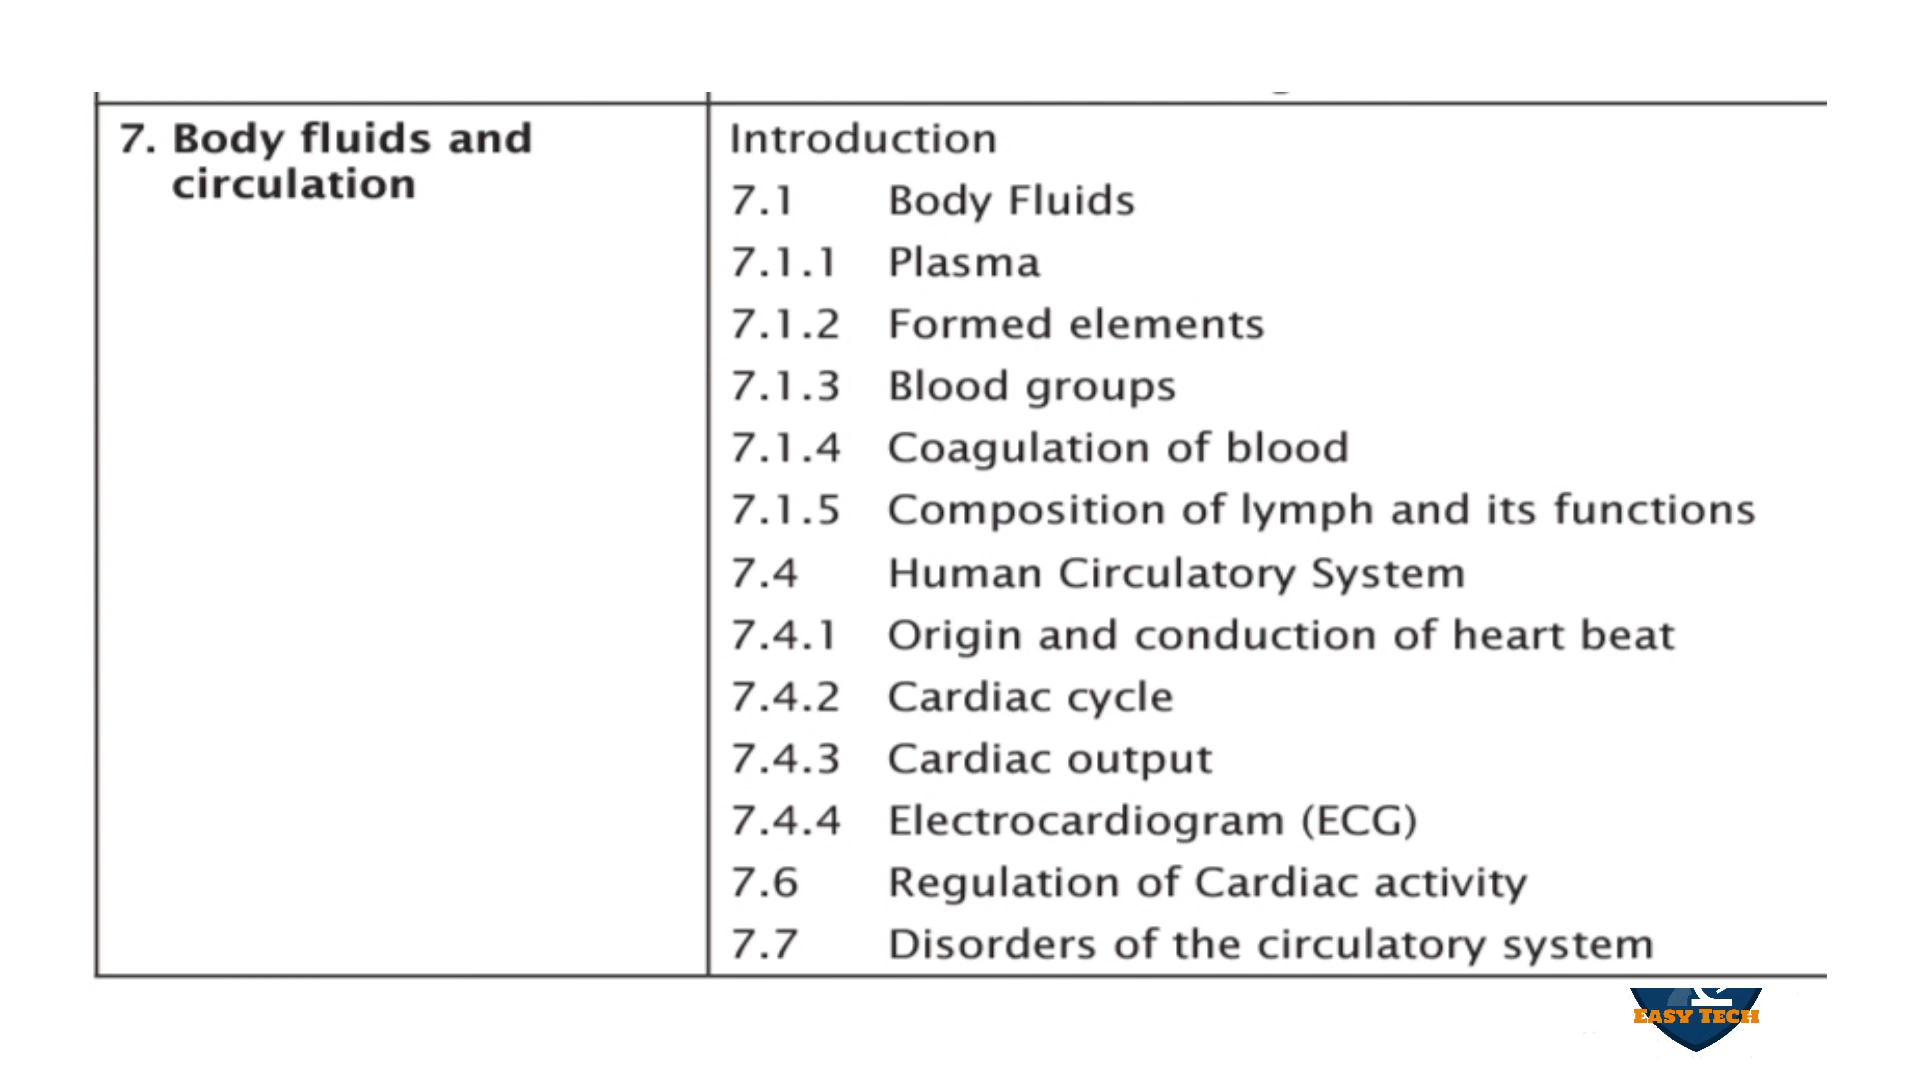 7. Body fluids and
circulation
Introduction
7.1 Body Fluids
7.1.1 Plasma
7.1.2 Formed elements
7.1.3 Blood groups
7.1.4 Coagulation of blood
7.1.5 Composition of lymph and its functions
7.4 Human Circulatory System
7.4.1 Origin and conduction of heart beat
7.4.2 Cardiac cycle
7.4.3 Cardiac output
7.4.4 Electrocardiogram (ECG)
7.6 Regulation of Cardiac activity
7.7 Disorders of the circulatory system
EASY TECH